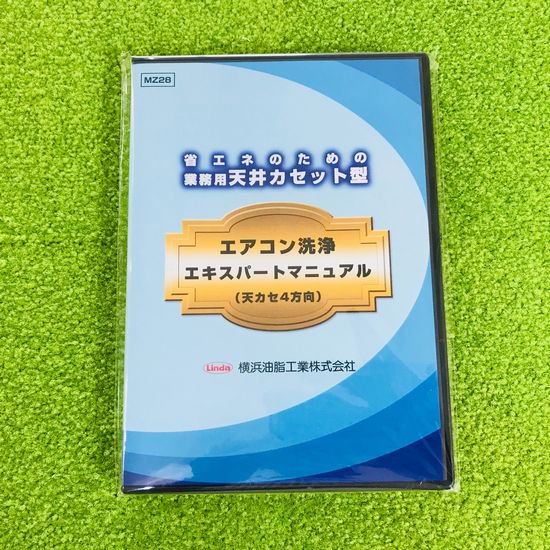 MZ28
省エネのための
業務用天井カセット型
エアコン洗浄
エキスパートマニュアル
(天カセ4方向)
Linda 横浜油脂工業株式会社